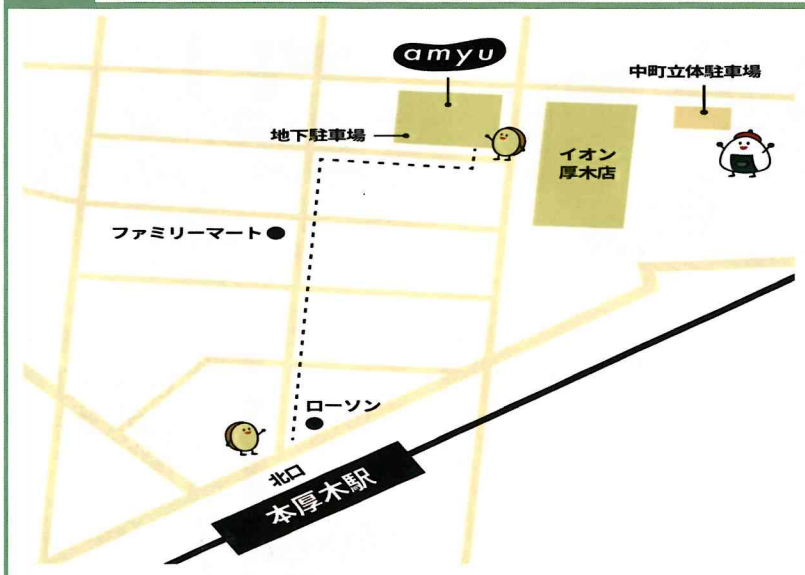 amyu
中町立体駐車場
地下駐車場
イオン
厚木店
ファミリーマート
ローソン
北口
本厚木駅